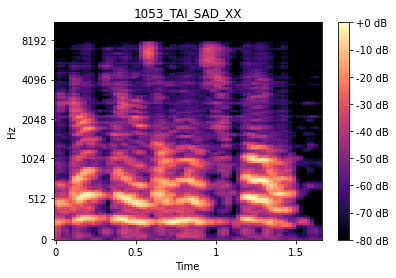 1053_TAI_SAD_XX
Hz
8192
4096
2048
1024
512
0
0
0.5
1
1.5
Time
+0 dB
-10 dB
-20 dB
-30 dB
-40 dB
-50 dB
-60 dB
-70 dB
-80 dB